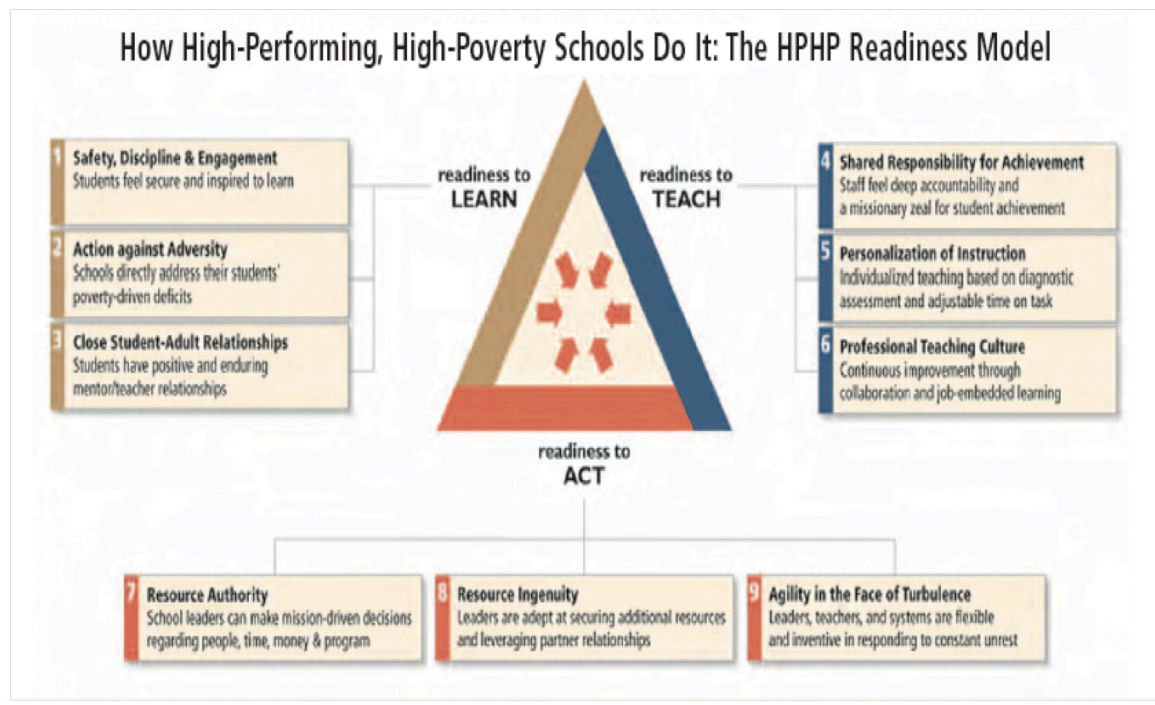 How High-Performing, High-Poverty Schools Do It: The HPHP Readiness Model
1
Safety, Discipline & Engagement
Students feel secure and inspired to learn
2
Action against Adversity
Schools directly address their students'
poverty-driven deficits
3
Close Student-Adult Relationships
Students have positive and enduring
mentor/teacher relationships
readiness to
LEARN
readiness to
TEACH
4
Shared Responsibility for Achievement
Staff feel deep accountability and
a missionary zeal for student achievement
5
Personalization of Instruction
Individualized teaching based on diagnostic
assessment and adjustable time on task
6
Professional Teaching Culture
Continuous improvement through
collaboration and job-embedded learning
readiness to
ACT
7
Resource Authority
School leaders can make mission-driven decisions
regarding people, time, money & program
8
Resource Ingenuity
Leaders are adept at securing additional resources
and leveraging partner relationships
9
Agility in the Face of Turbulence
Leaders, teachers, and systems are flexible
and inventive in responding to constant unrest